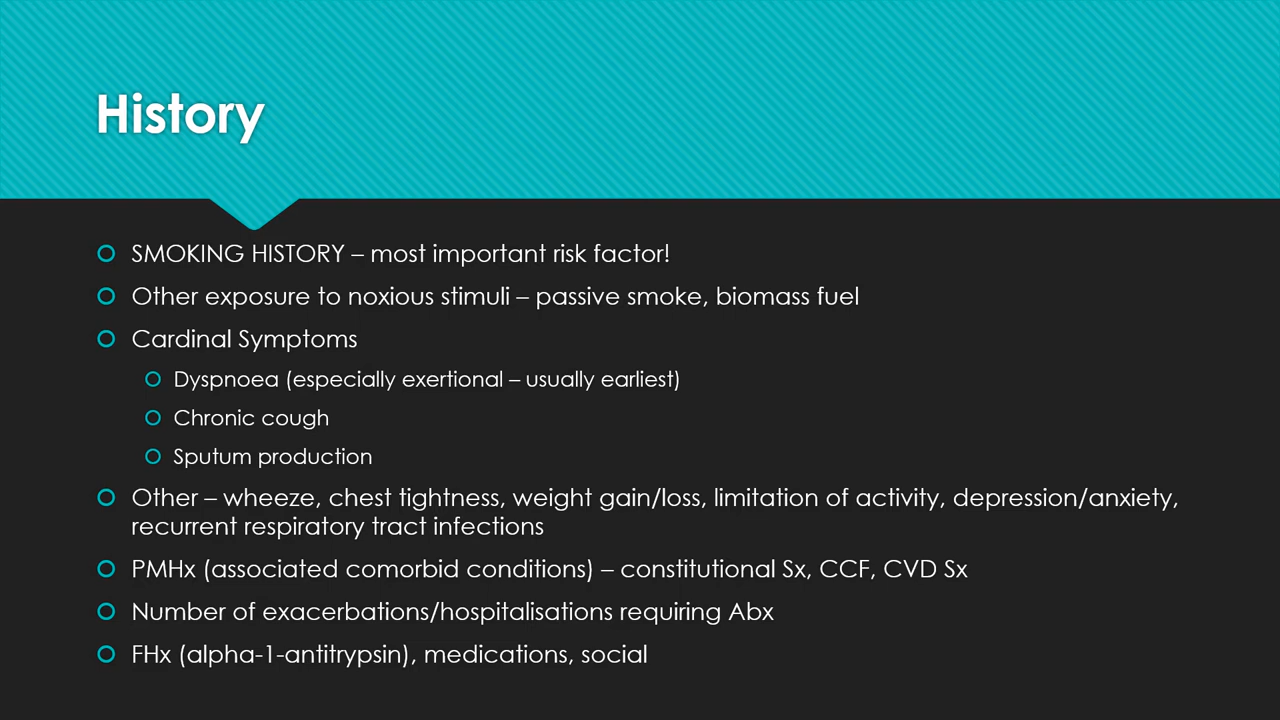 History
SMOKING HISTORY – most important risk factor!
Other exposure to noxious stimuli – passive smoke, biomass fuel
Cardinal Symptoms
Dyspnoea (especially exertional – usually earliest)
Chronic cough
Sputum production
Other – wheeze, chest tightness, weight gain/loss, limitation of activity, depression/anxiety,
recurrent respiratory tract infections
PMHx (associated comorbid conditions) – constitutional Sx, CCF, CVD Sx
Number of exacerbations/hospitalisations requiring Abx
FHx (alpha-1-antitrypsin), medications, social